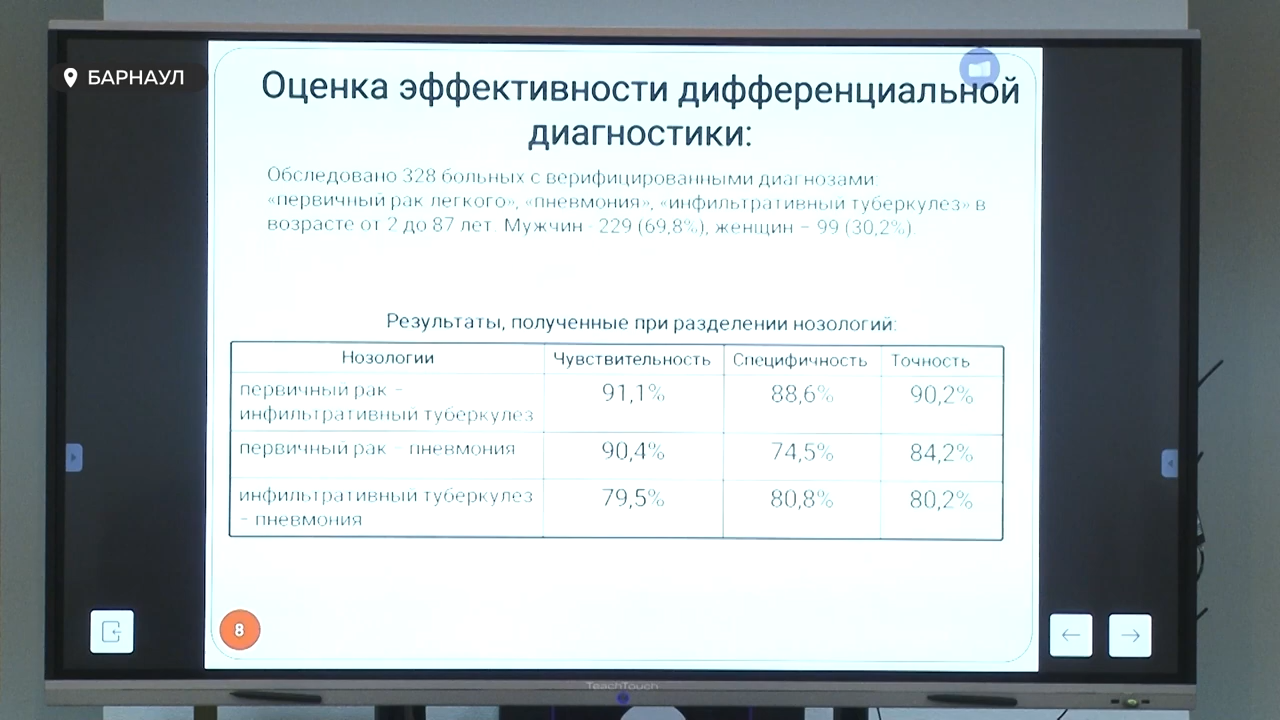 БАРНАУЛ
Оценка эффективности дифференциальной
диагностики:
Обследовано 328 больных с верифицированными диагнозами:
«первичный рак легкого», «пневмония», «инфильтративный туберкулез» в
возрасте от 2 до 87 лет. Мужчин - 229 (69,8%), женщин – 99 (30,2%).
Результаты, полученные при разделении нозологий:
Нозологии Чувствительность Специфичность Точность
первичный рак –
инфильтративный туберкулез 91,1% 88,6% 90,2%
первичный рак – пневмония 90,4% 74,5% 84,2%
инфильтративный туберкулез
– пневмония 79,5% 80,8% 80,2%
8
TeachTouch